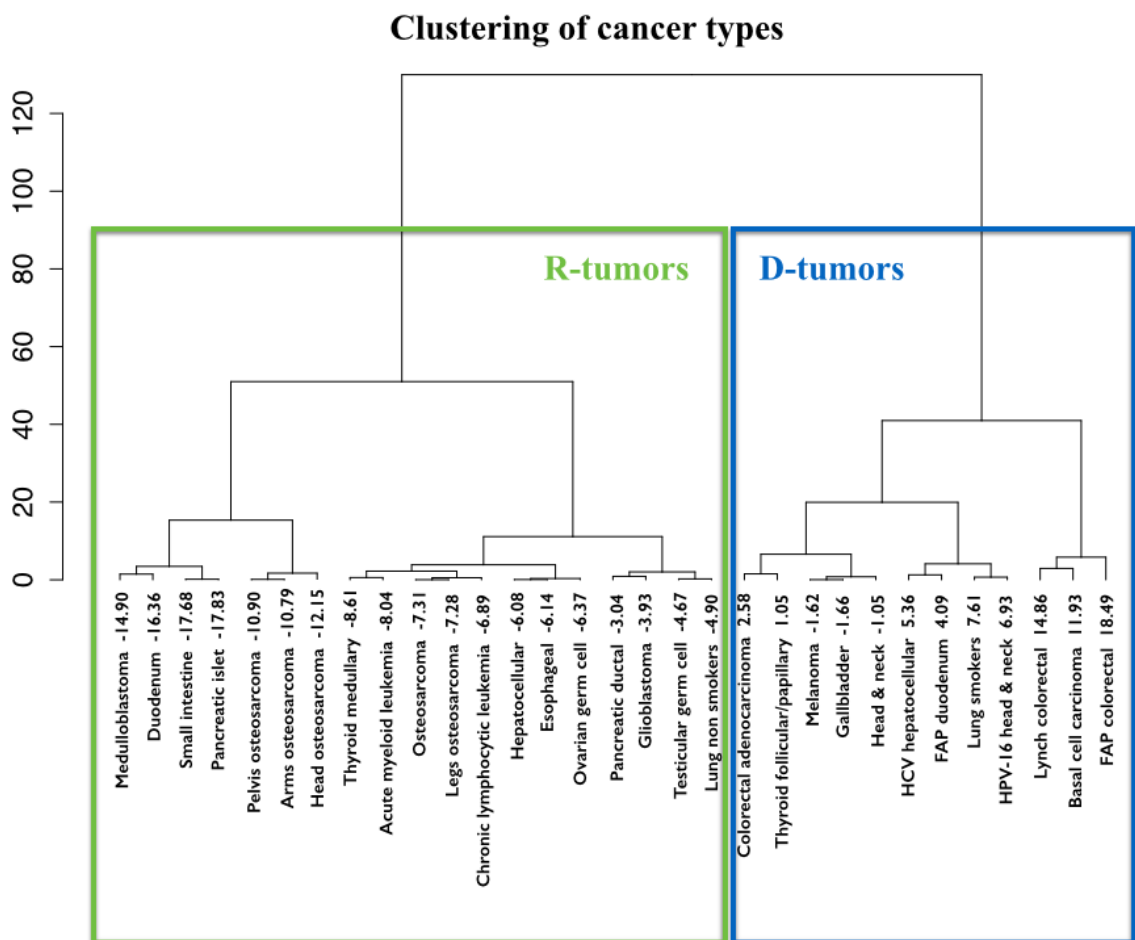 Clustering of cancer types
120
100
80
60
40
20
0
R-tumors
D-tumors
Medulloblastoma -14.90
Duodenum -16.36
Small intestine -17.68
Pancreatic islet -17.83
Pelvis osteosarcoma -10.90
Arms osteosarcoma -10.79
Head osteosarcoma -12.15
Thyroid medullary -8.61
Acute myeloid leukemia -8.04
Osteosarcoma -7.31
Legs osteosarcoma -7.28
Chronic lymphocytic leukemia -6.89
Hepatocellular -6.08
Esophageal -6.14
Ovarian germ cell -6.37
Pancreatic ductal -3.04
Glioblastoma -3.93
Testicular germ cell -4.67
Lung non smokers -4.90
Colorectal adenocarcinoma 2.58
Thyroid follicular/papillary 1.05
Melanoma -1.62
Gallbladder -1.66
Head & neck -1.05
HCV hepatocellular 5.36
FAP duodenum 4.09
Lung smokers 7.61
HPV-16 head & neck 6.93
Lynch colorectal 14.86
Basal cell carcinoma 11.93
FAP colorectal 18.49